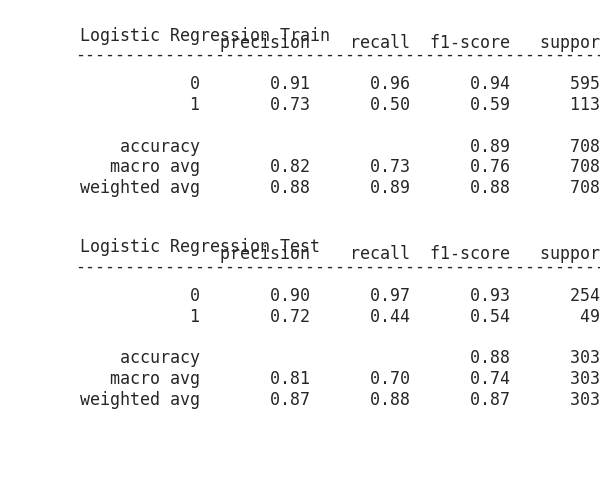 Logistic Regression Train
precision recall f1-score suppor
--------------------------------------------------------
0 0.91 0.96 0.94 595
1 0.73 0.50 0.59 113
accuracy 0.89 708
macro avg 0.82 0.73 0.76 708
weighted avg 0.88 0.89 0.88 708
Logistic Regression Test
precision recall f1-score suppor
--------------------------------------------------------
0 0.90 0.97 0.93 254
1 0.72 0.44 0.54 49
accuracy 0.88 303
macro avg 0.81 0.70 0.74 303
weighted avg 0.87 0.88 0.87 303